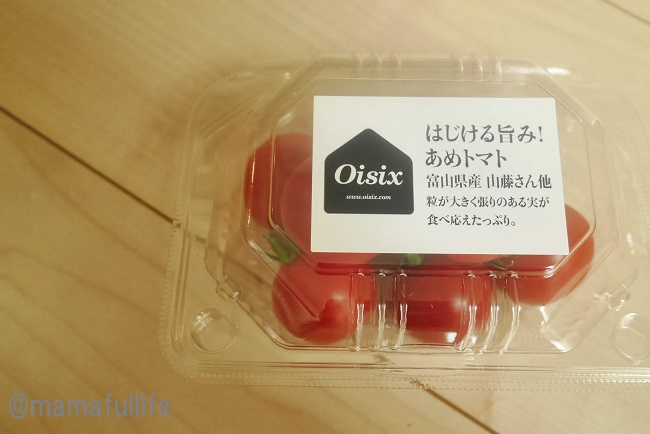 Oisix
www.oisix.com
はじける旨み!
あめトマト
富山県産 山藤さん他
粒が大きく張りのある実が
食べ応えたっぷり。
@mamafullife